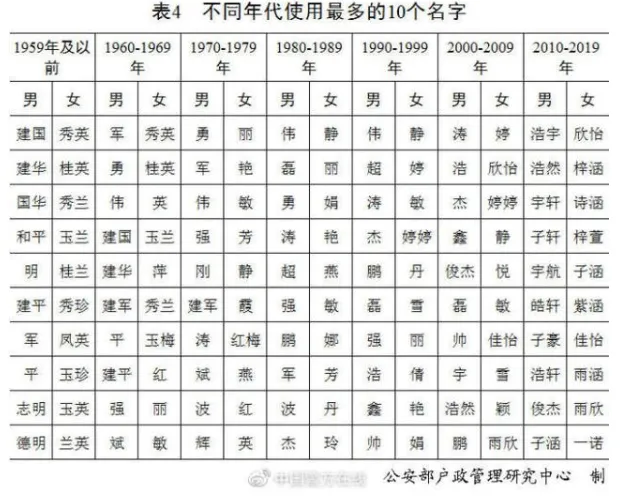 表4 不同年代使用最多的10个名字
1959年及以前 1960-1969年 1970-1979年 1980-1989年 1990-1999年 2000-2009年 2010-2019年
男 女 男 女 男 女 男 女 男 女 男 女 男 女
建国 秀英 军 秀英 勇 丽 伟 静 伟 静 涛 婷 浩宇 欣怡
建华 桂英 勇 桂英 军 艳 磊 丽 超 婷 浩 欣怡 浩然 梓涵
国华 秀兰 伟 英 伟 敏 勇 娟 涛 敏 杰 婷婷 宇轩 诗涵
和平 玉兰 建国 玉兰 强 芳 涛 艳 杰 婷婷 鑫 静 子轩 梓萱
明 桂兰 建华 萍 刚 静 超 燕 鹏 丹 俊杰 悦 宇航 子涵
建平 秀珍 建军 秀兰 建军 霞 强 敏 磊 雪 磊 敏 皓轩 紫涵
军 凤英 平 玉梅 涛 红梅 鹏 娜 强 丽 帅 佳怡 子豪 佳怡
平 玉珍 建平 红 斌 燕 军 芳 浩 倩 宇 雪 浩轩 雨涵
志明 玉英 强 丽 波 红 波 丹 鑫 艳 浩然 颖 俊杰 雨欣
德明 兰英 斌 敏 辉 英 杰 玲 帅 娟 鹏 雨欣 子涵 一诺
中国官方在线
公安部户政管理研究中心 制